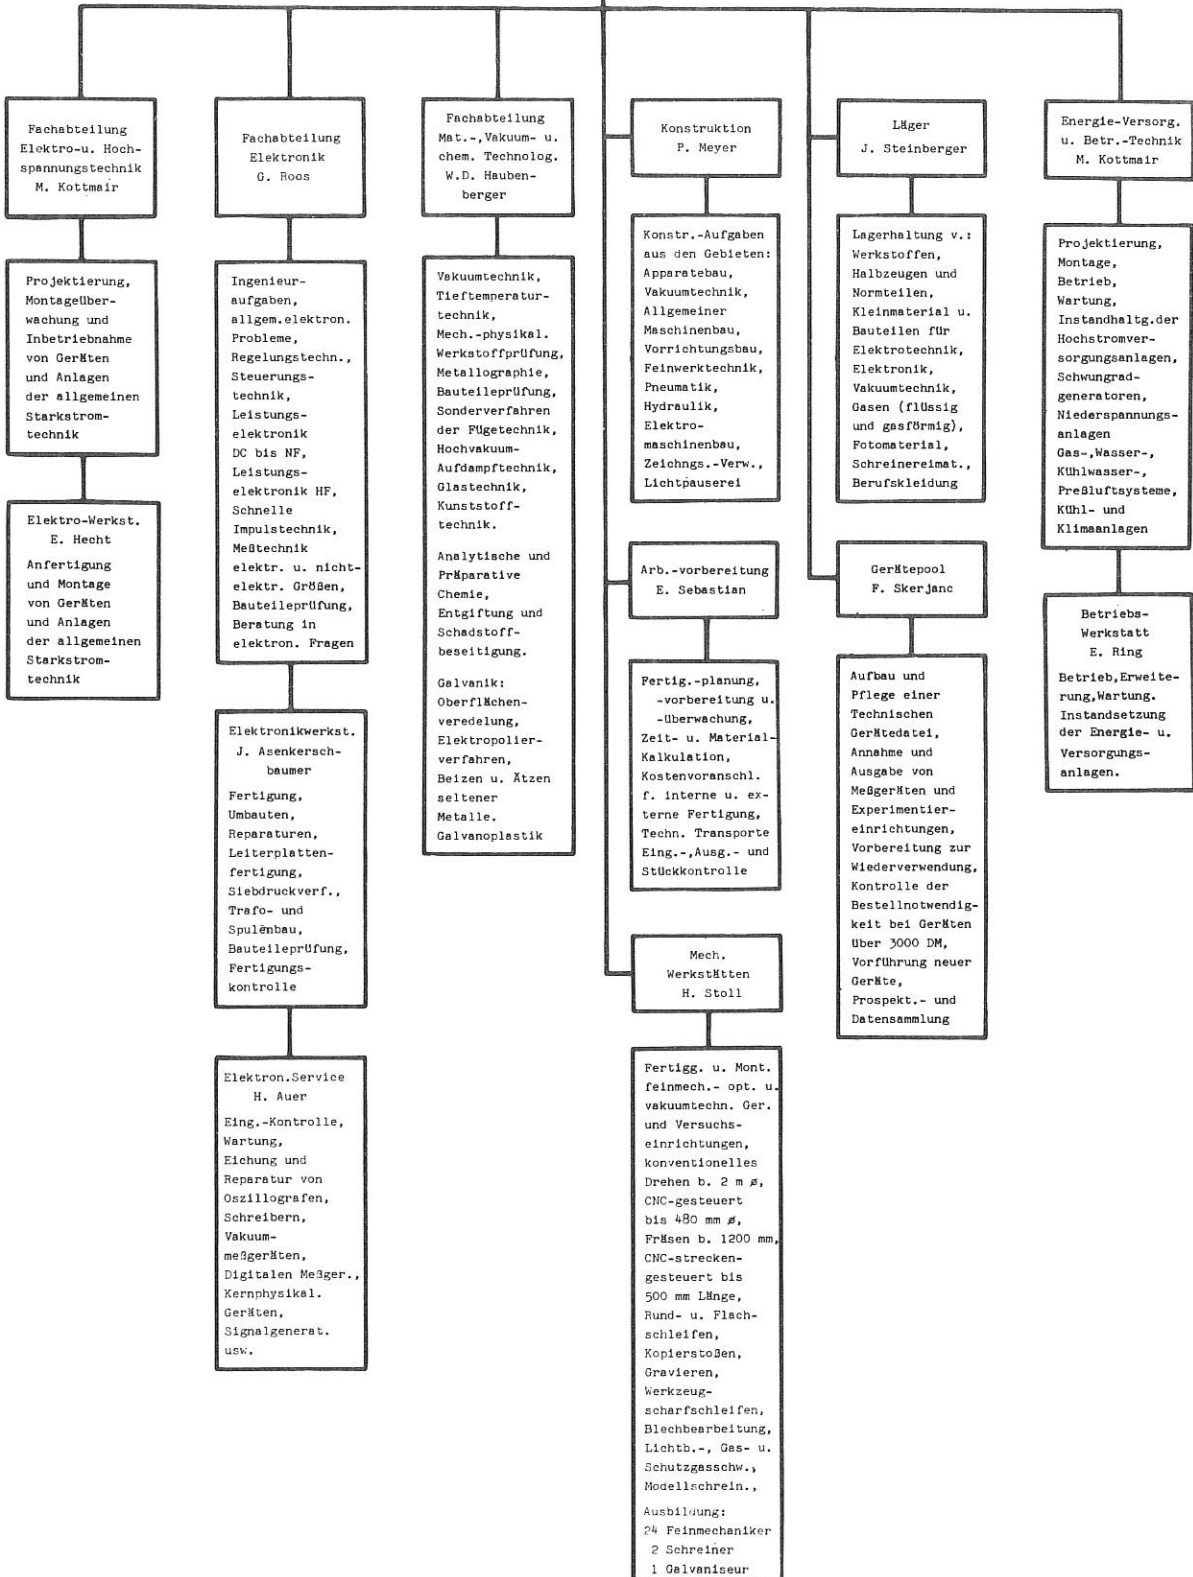 Fachabteilung
Elektro-u. Hoch-
spannungstechnik
M. Kottmair
Projektierung,
Montageüber-
wachung und
Inbetriebnahme
von Geräten
und Anlagen
der allgemeinen
Starkstrom-
technik
Elektro-Werkst.
E. Hecht
Anfertigung
und Montage
von Geräten
und Anlagen
der allgemeinen
Starkstrom-
technik
Fachabteilung
Elektronik
G. Roos
Ingenieur-
aufgaben,
allgem.elektron.
Probleme,
Regelungstechn.,
Steuerungs-
technik,
Leistungs-
elektronik
DC bis NF,
Leistungs-
elektronik HF,
Schnelle
Impulstechnik,
Meßtechnik
elektr. u. nicht-
elektr. Größen,
Bauteileprüfung,
Beratung in
elektron. Fragen
Elektronikwerkst.
J. Asenkersch-
baumer
Fertigung,
Umbauten,
Reparaturen,
Leiterplatten-
fertigung,
Siebdruckverf.,
Trafo- und
Spulenbau,
Bauteileprüfung,
Fertigungs-
kontrolle
Elektron.Service
H. Auer
Eing.-Kontrolle,
Wartung,
Eichung und
Reparatur von
Oszillografen,
Schreibern,
Vakuum-
meßgeräten,
Digitalen Meßger.,
Kernphysikal.
Geräten,
Signalgenerat.
usw.
Fachabteilung
Mat.-,Vakuum- u.
chem. Technolog.
W.D. Hauben-
berger
Vakuumtechnik,
Tieftemperatur-
technik,
Mech.-physikal.
Werkstoffprüfung,
Metallographie,
Bauteileprüfung,
Sonderverfahren
der Fügetechnik,
Hochvakuum-
Aufdampftechnik,
Glastechnik,
Kunststoff-
technik.
Analytische und
Präparative
Chemie,
Entgiftung und
Schadstoff-
beseitigung.
Galvanik:
Oberflächen-
veredelung,
Elektropolier-
verfahren,
Beizen u. Ätzen
seltener
Metalle.
Galvanoplastik
Konstruktion
P. Meyer
Konstr.-Aufgaben
aus den Gebieten:
Apparatebau,
Vakuumtechnik,
Allgemeiner
Maschinenbau,
Vorrichtungsbau,
Feinwerktechnik,
Pneumatik,
Hydraulik,
Elektro-
maschinenbau,
Zeichngs.-Verw.,
Lichtpauserei
Arb.-vorbereitung
E. Sebastian
Fertig.-planung,
-vorbereitung u.
-überwachung,
Zeit- u. Material-
Kalkulation,
Kostenvoranschl.
f. interne u. ex-
terne Fertigung,
Techn. Transporte
Eing.-,Ausg.- und
Stückkontrolle
Mech.
Werkstätten
H. Stoll
Fertigg. u. Mont.
feinmech.- opt. u.
vakuumtechn. Ger.
und Versuchs-
einrichtungen,
konventionelles
Drehen b. 2 m ø,
CNC-gesteuert
bis 480 mm ø,
Fräsen b. 1200 mm,
CNC-strecken-
gesteuert bis
500 mm Länge,
Rund- u. Flach-
schleifen,
Kopierstoßen,
Gravieren,
Werkzeug-
scharfschleifen,
Blechbearbeitung,
Lichtb.-, Gas- u.
Schutzgasschw.,
Modellschrein.,
Ausbildung:
24 Feinmechaniker
2 Schreiner
1 Galvaniseur
Läger
J. Steinberger
Lagerhaltung v.:
Werkstoffen,
Halbzeugen und
Normteilen,
Kleinmaterial u.
Bauteilen für
Elektrotechnik,
Elektronik,
Vakuumtechnik,
Gasen (flüssig
und gasförmig),
Fotomaterial,
Schreinereimat.,
Berufskleidung
Gerätepool
F. Skerjanc
Aufbau und
Pflege einer
Technischen
Gerätedatei,
Annahme und
Ausgabe von
Meßgeräten und
Experimentier-
einrichtungen,
Vorbereitung zur
Wiederverwendung,
Kontrolle der
Bestellnotwendig-
keit bei Geräten
über 3000 DM,
Vorführung neuer
Geräte,
Prospekt.- und
Datensammlung
Energie-Versorg.
u. Betr.-Technik
M. Kottmair
Projektierung,
Montage,
Betrieb,
Wartung,
Instandhaltg.der
Hochstromver-
sorgungsanlagen,
Schwungrad-
generatoren,
Niederspannungs-
anlagen
Gas-,Wasser-,
Kühlwasser-,
Preßluftsysteme,
Kühl- und
Klimaanlagen
Betriebs-
Werkstatt
E. Ring
Betrieb,Erweite-
rung,Wartung.
Instandsetzung
der Energie- u.
Versorgungs-
anlagen.